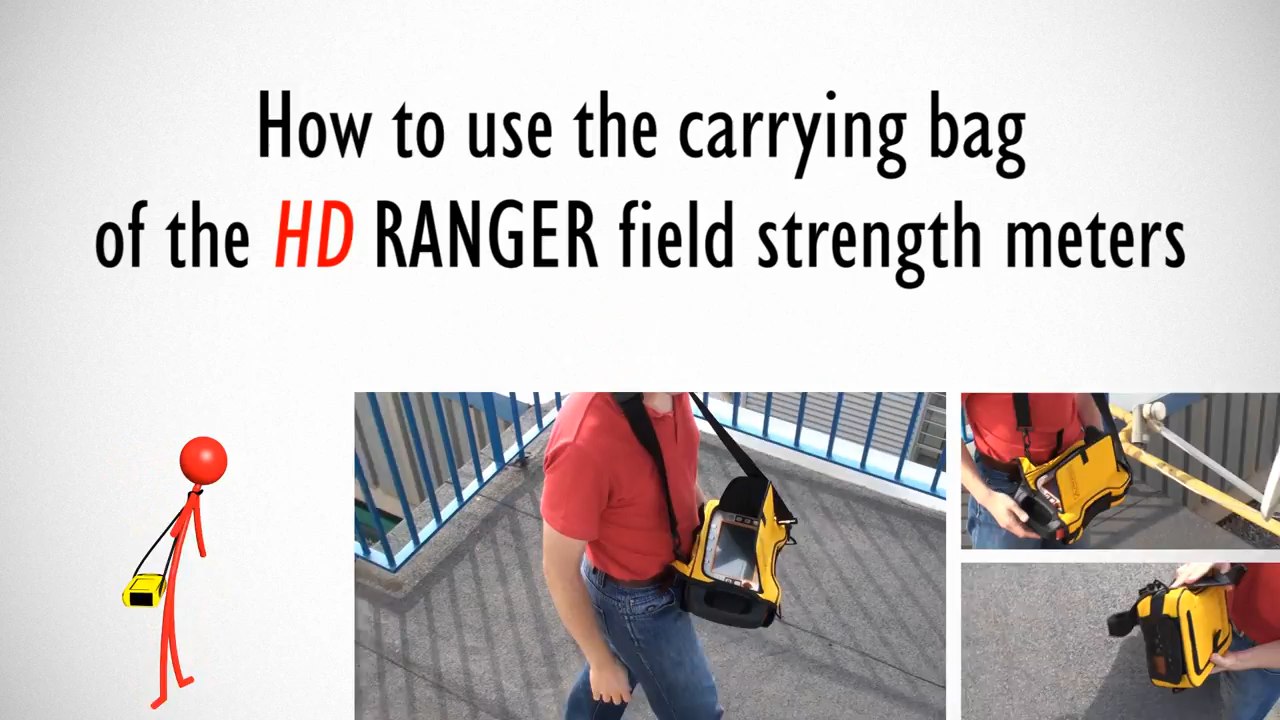 How to use the carrying bag
of the HD RANGER field strength meters